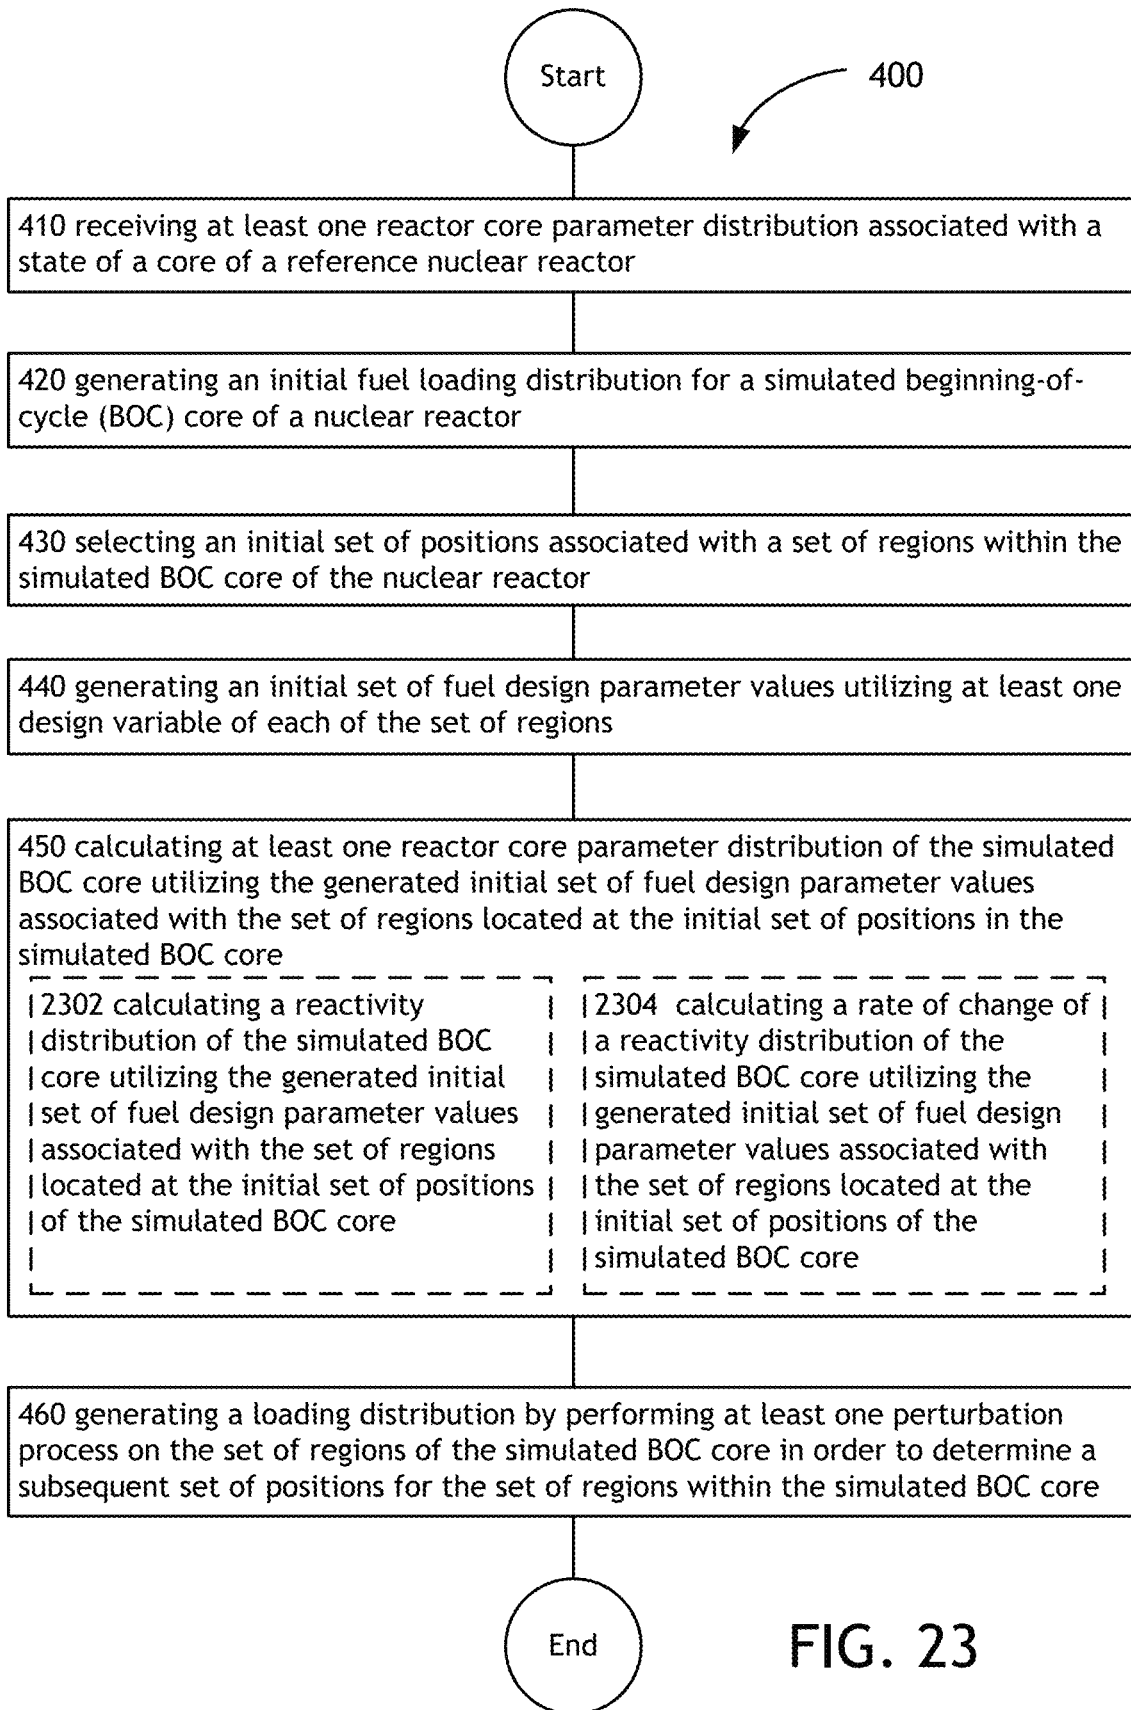 Start
400
410 receiving at least one reactor core parameter distribution associated with a
state of a core of a reference nuclear reactor
420 generating an initial fuel loading distribution for a simulated beginning-of-
cycle (BOC) core of a nuclear reactor
430 selecting an initial set of positions associated with a set of regions within the
simulated BOC core of the nuclear reactor
440 generating an initial set of fuel design parameter values utilizing at least one
design variable of each of the set of regions
450 calculating at least one reactor core parameter distribution of the simulated
BOC core utilizing the generated initial set of fuel design parameter values
associated with the set of regions located at the initial set of positions in the
simulated BOC core
2302 calculating a reactivity
distribution of the simulated BOC
core utilizing the generated initial
set of fuel design parameter values
associated with the set of regions
located at the initial set of positions
of the simulated BOC core
2304 calculating a rate of change of
a reactivity distribution of the
simulated BOC core utilizing the
generated initial set of fuel design
parameter values associated with
the set of regions located at the
initial set of positions of the
simulated BOC core
460 generating a loading distribution by performing at least one perturbation
process on the set of regions of the simulated BOC core in order to determine a
subsequent set of positions for the set of regions within the simulated BOC core
End
FIG. 23